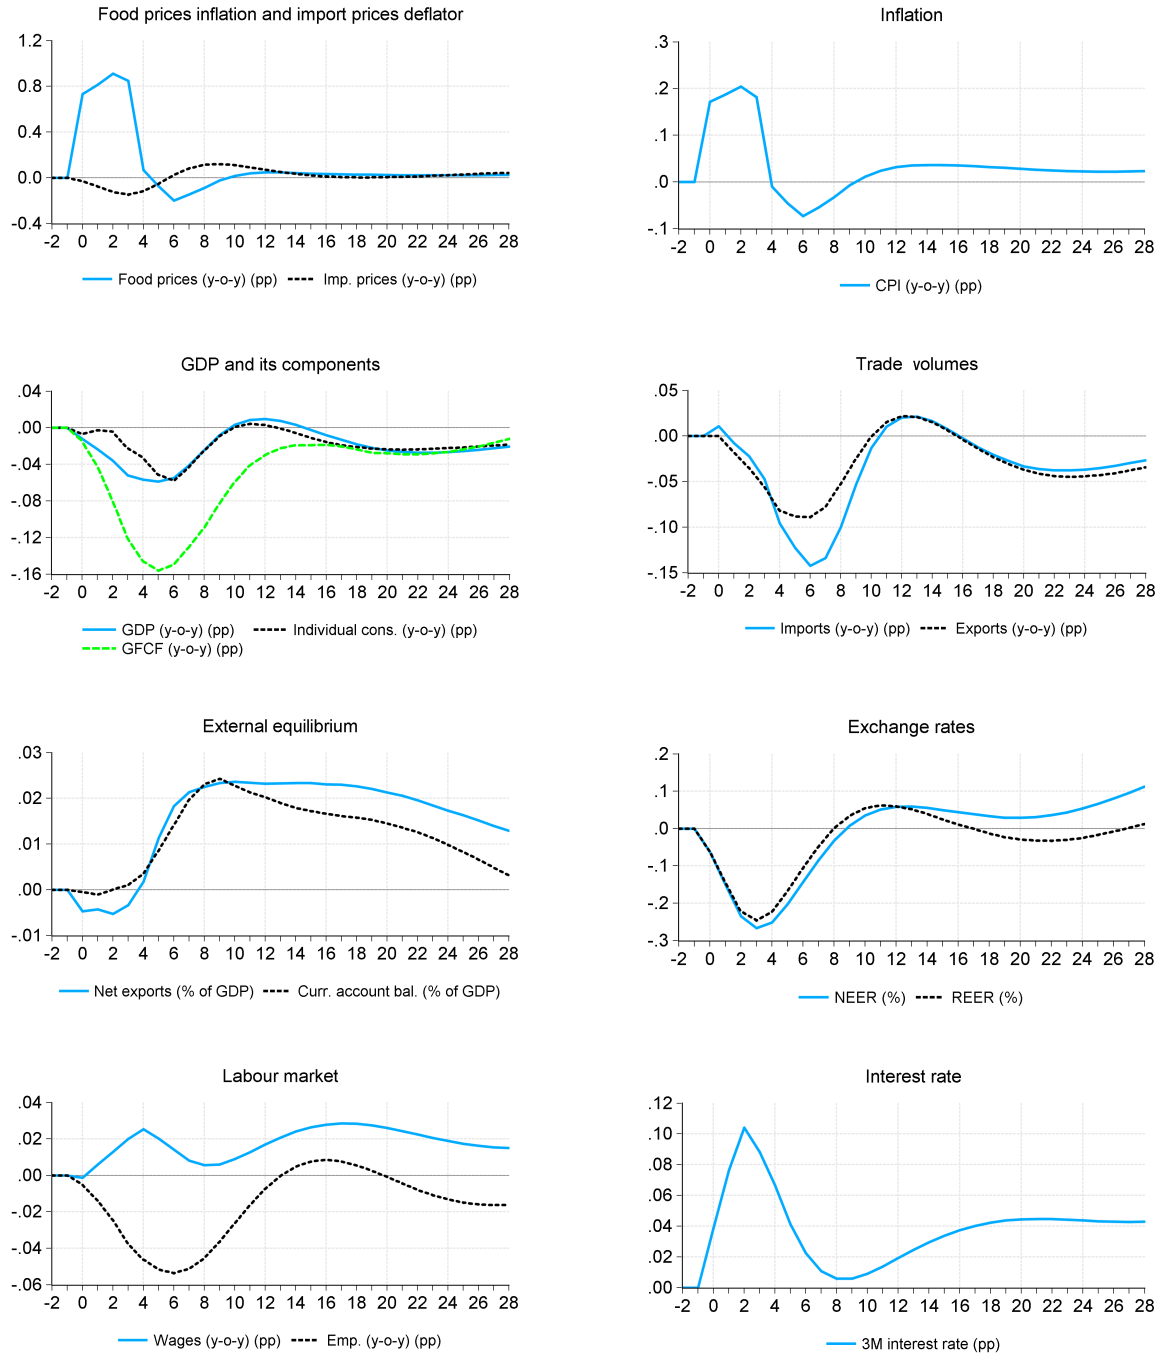 Food prices inflation and import prices deflator
1.2
0.8
0.4
0.0
-0.4
-2 0 2 4 6 8 10 12 14 16 18 20 22 24 26 28
Food prices (y-o-y) (pp) Imp. prices (y-o-y) (pp)
Inflation
.3
.2
.1
.0
-.1
-2 0 2 4 6 8 10 12 14 16 18 20 22 24 26 28
CPI (y-o-y) (pp)
GDP and its components
.04
.00
-.04
-.08
-.12
-.16
-2 0 2 4 6 8 10 12 14 16 18 20 22 24 26 28
GDP (y-o-y) (pp) Individual cons. (y-o-y) (pp)
GFCF (y-o-y) (pp)
Trade volumes
.05
.00
-.05
-.10
-.15
-2 0 2 4 6 8 10 12 14 16 18 20 22 24 26 28
Imports (y-o-y) (pp) Exports (y-o-y) (pp)
External equilibrium
.03
.02
.01
.00
-.01
-2 0 2 4 6 8 10 12 14 16 18 20 22 24 26 28
Net exports (% of GDP) Curr. account bal. (% of GDP)
Exchange rates
.2
.1
.0
-.1
-.2
-.3
-2 0 2 4 6 8 10 12 14 16 18 20 22 24 26 28
NEER (%) REER (%)
Labour market
.04
.02
.00
-.02
-.04
-.06
-2 0 2 4 6 8 10 12 14 16 18 20 22 24 26 28
Wages (y-o-y) (pp) Emp. (y-o-y) (pp)
Interest rate
.12
.10
.08
.06
.04
.02
.00
-2 0 2 4 6 8 10 12 14 16 18 20 22 24 26 28
3M interest rate (pp)